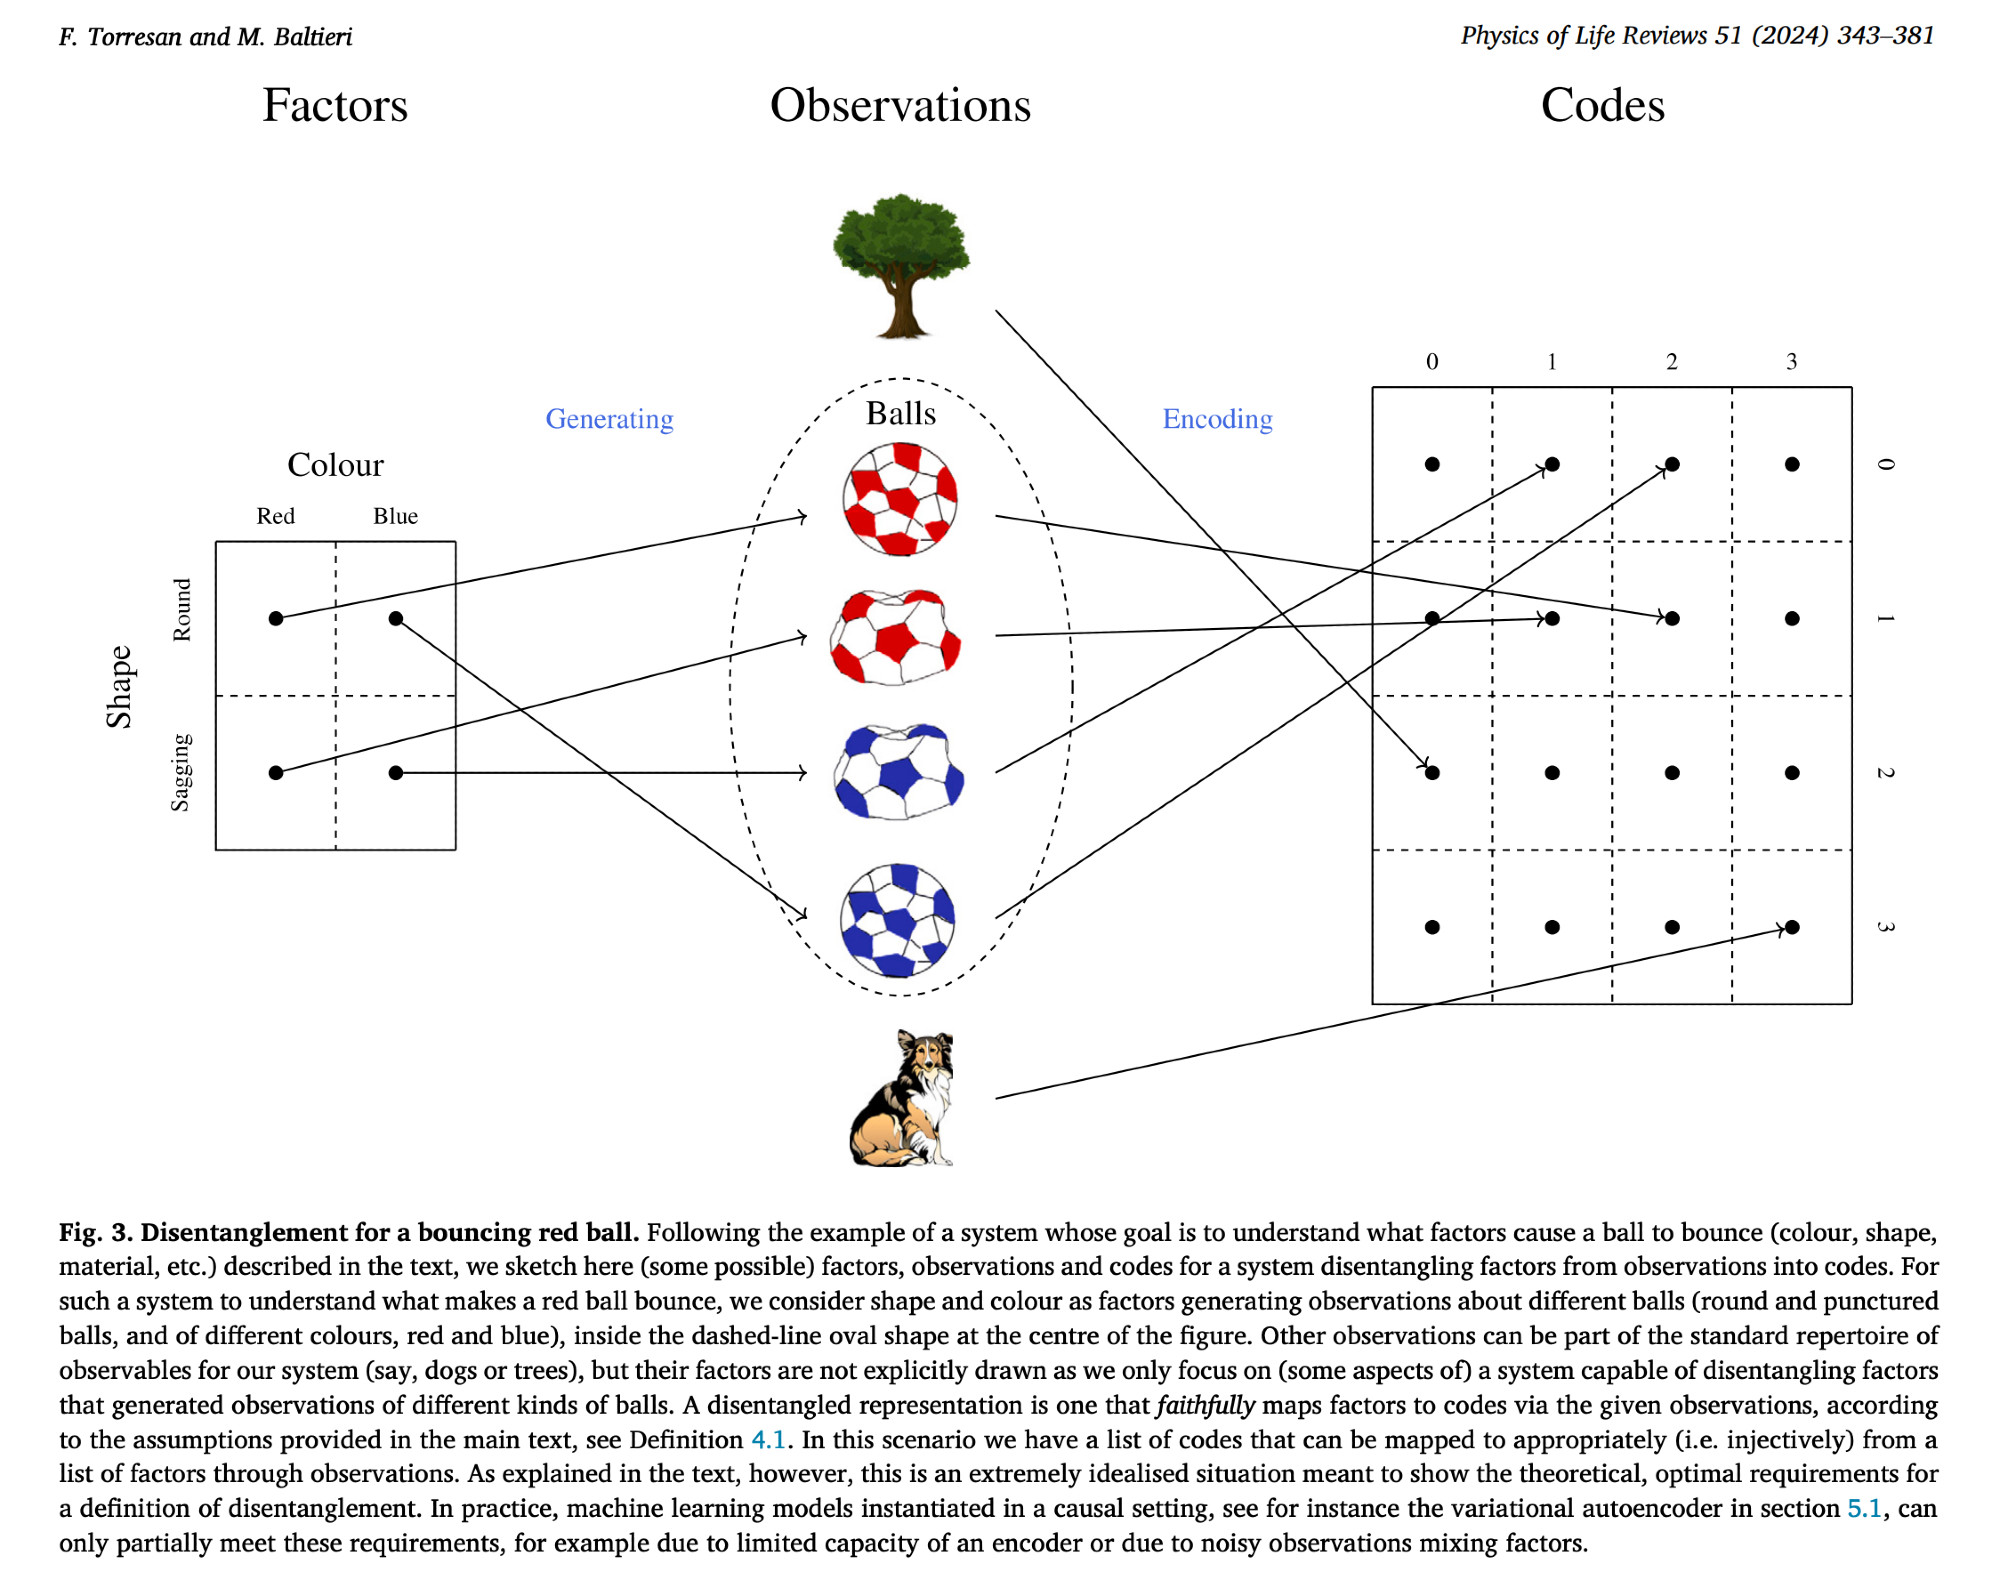 F. Torresan and M. Baltieri
Physics of Life Reviews 51 (2024) 343–381
Factors
Observations
Codes
0 1 2 3
Generating
Balls
Encoding
Colour
0
Red Blue
Round
1
Shape
Sagging
2
3
Fig. 3. Disentanglement for a bouncing red ball. Following the example of a system whose goal is to understand what factors cause a ball to bounce (colour, shape,
material, etc.) described in the text, we sketch here (some possible) factors, observations and codes for a system disentangling factors from observations into codes. For
such a system to understand what makes a red ball bounce, we consider shape and colour as factors generating observations about different balls (round and punctured
balls, and of different colours, red and blue), inside the dashed-line oval shape at the centre of the figure. Other observations can be part of the standard repertoire of
observables for our system (say, dogs or trees), but their factors are not explicitly drawn as we only focus on (some aspects of) a system capable of disentangling factors
that generated observations of different kinds of balls. A disentangled representation is one that faithfully maps factors to codes via the given observations, according
to the assumptions provided in the main text, see Definition 4.1. In this scenario we have a list of codes that can be mapped to appropriately (i.e. injectively) from a
list of factors through observations. As explained in the text, however, this is an extremely idealised situation meant to show the theoretical, optimal requirements for
a definition of disentanglement. In practice, machine learning models instantiated in a causal setting, see for instance the variational autoencoder in section 5.1, can
only partially meet these requirements, for example due to limited capacity of an encoder or due to noisy observations mixing factors.